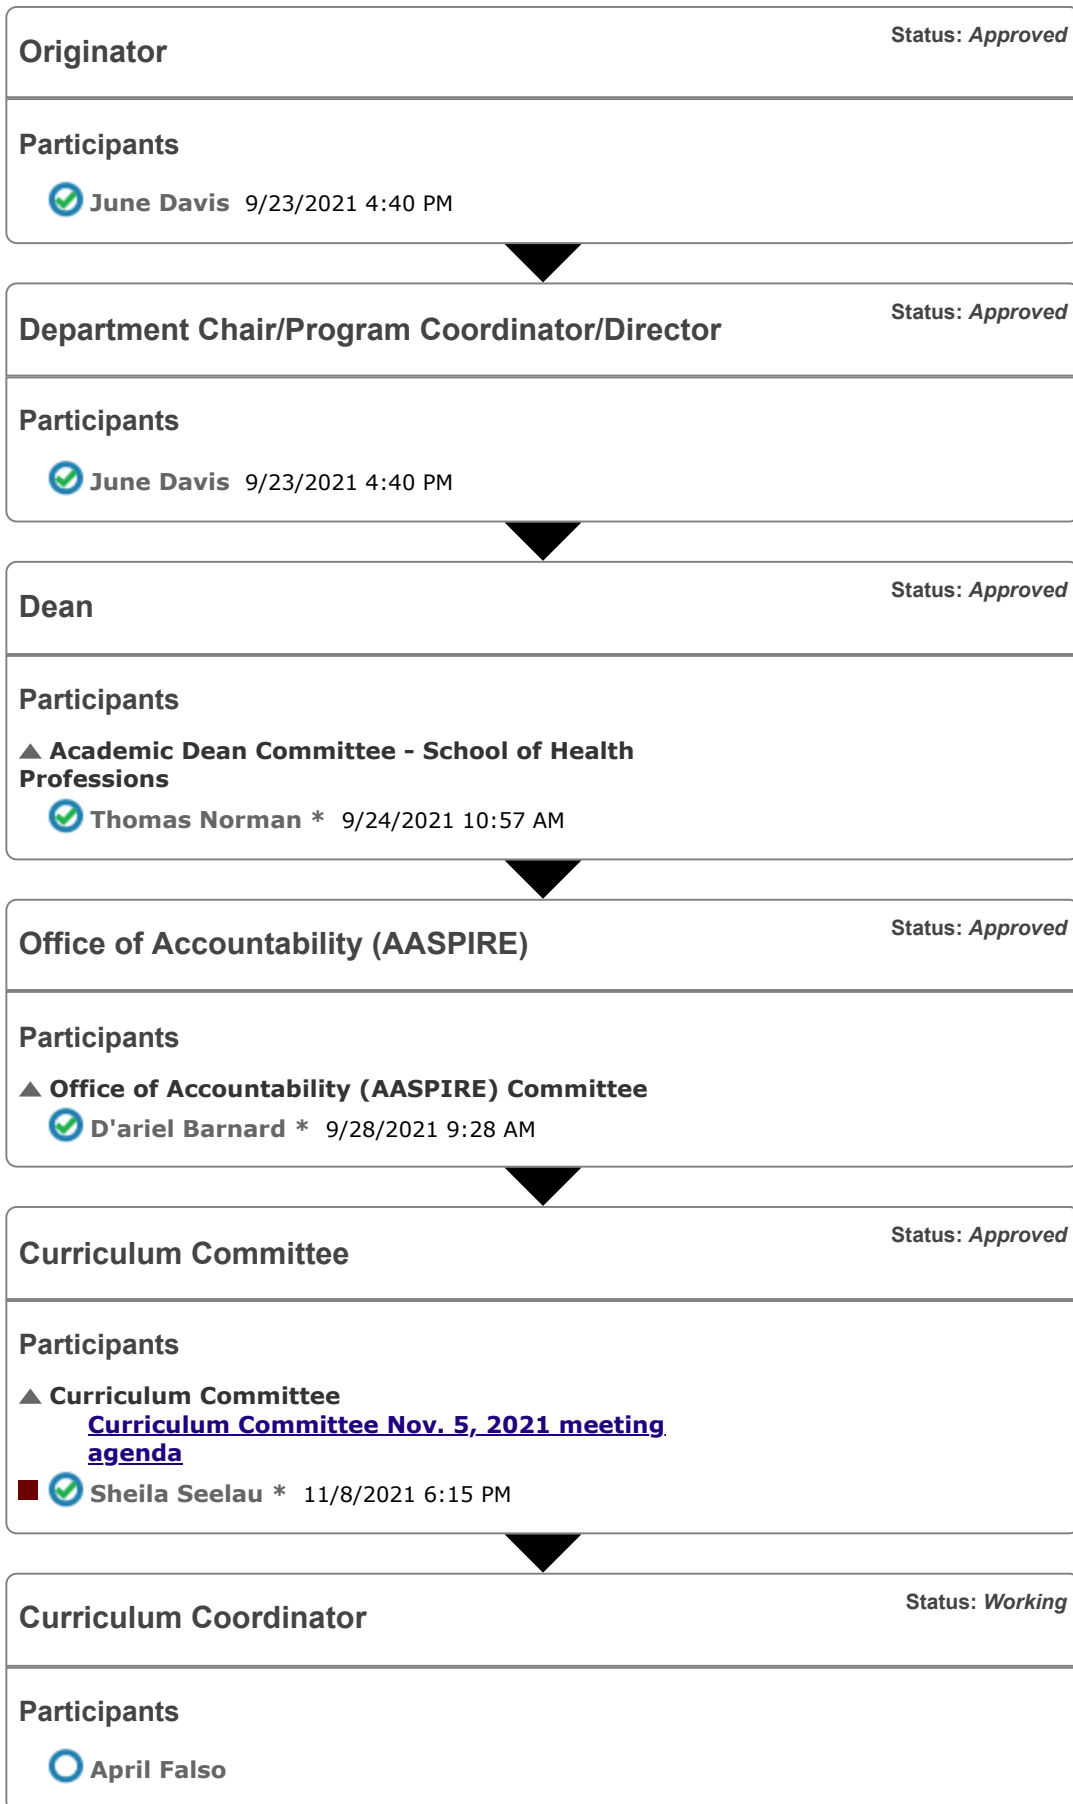 Originator
Status: Approved
Participants
June Davis 9/23/2021 4:40 PM
Department Chair/Program Coordinator/Director
Status: Approved
Participants
June Davis 9/23/2021 4:40 PM
Dean
Status: Approved
Participants
Academic Dean Committee - School of Health
Professions
Thomas Norman * 9/24/2021 10:57 AM
Office of Accountability (AASPIRE)
Status: Approved
Participants
Office of Accountability (AASPIRE) Committee
D'ariel Barnard * 9/28/2021 9:28 AM
Curriculum Committee
Status: Approved
Participants
Curriculum Committee
Curriculum Committee Nov. 5, 2021 meeting
agenda
Sheila Seelau * 11/8/2021 6:15 PM
Curriculum Coordinator
Status: Working
Participants
April Falso